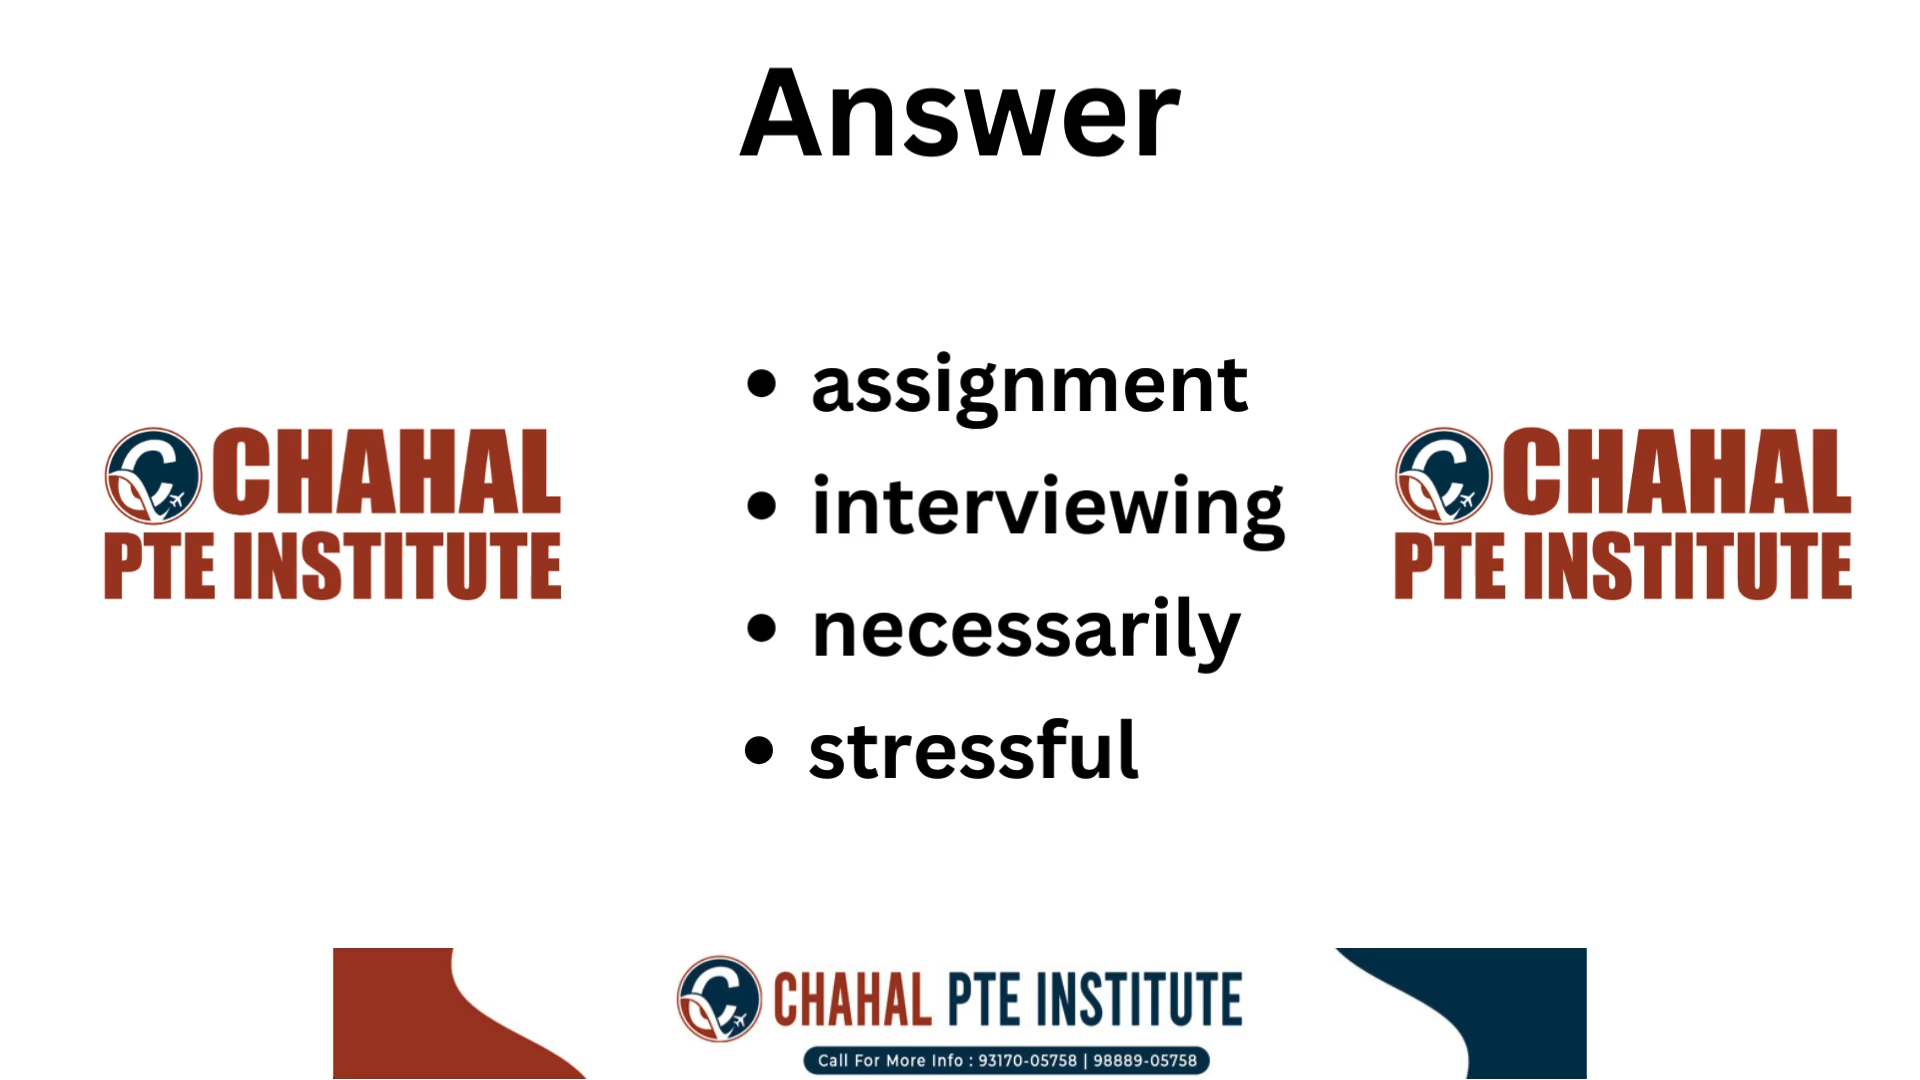 Answer
• assignment
• interviewing
• necessarily
• stressful
CHAHAL
PTE INSTITUTE
CHAHAL
PTE INSTITUTE
CHAHAL PTE INSTITUTE
Call For More Info : 93170-05758 | 98889-05758